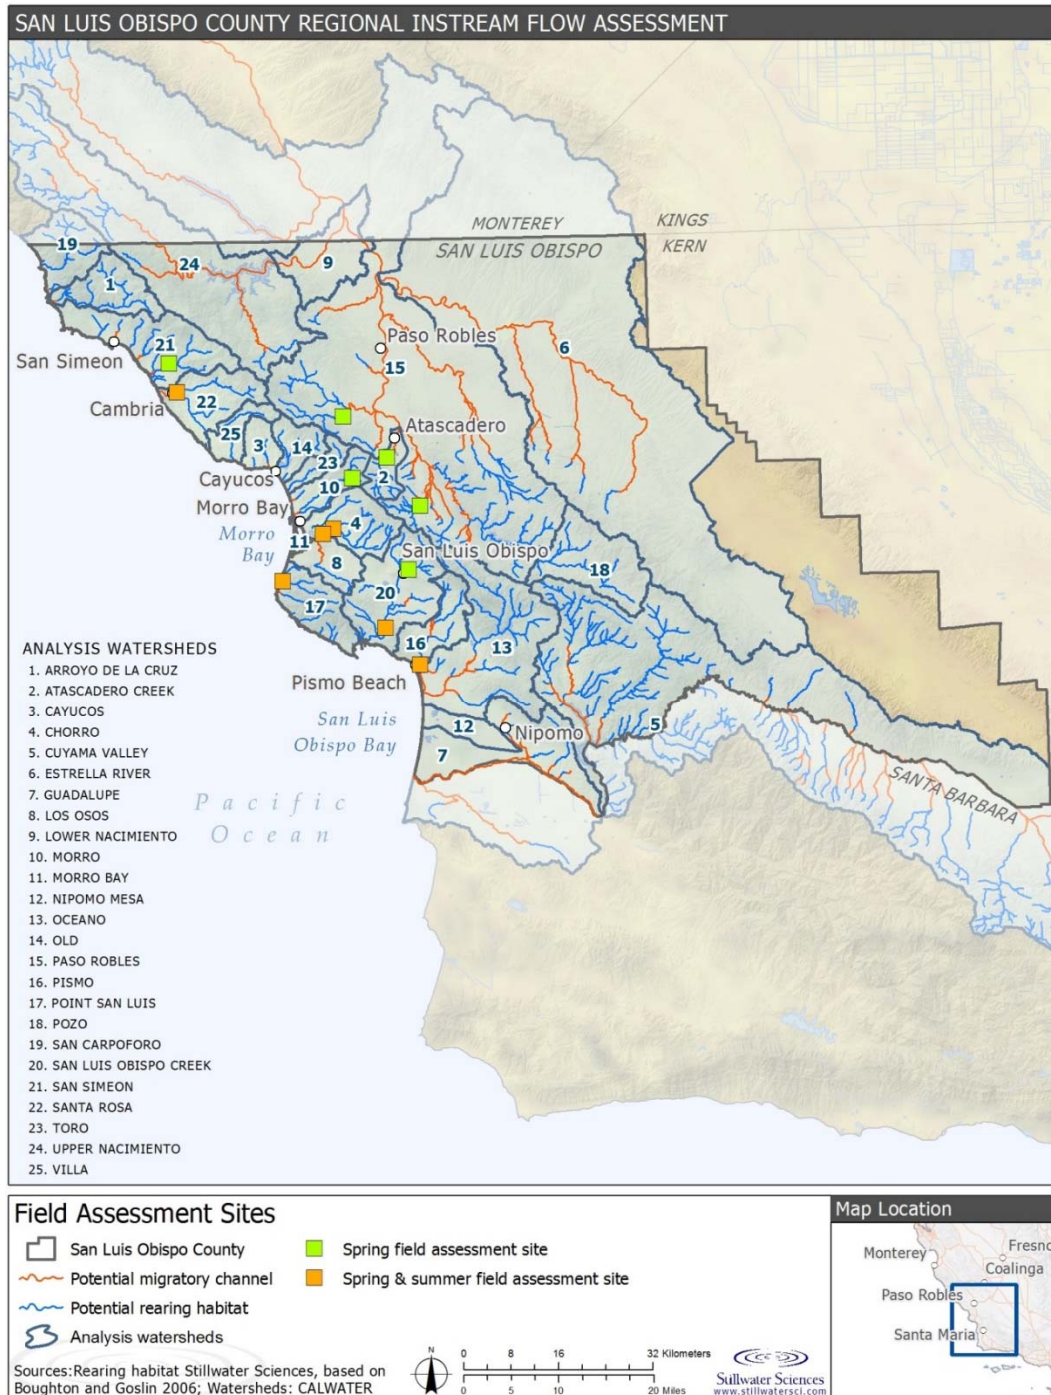 SAN LUIS OBISPO COUNTY REGIONAL INSTREAM FLOW ASSESSMENT
MONTEREY
KINGS
SAN LUIS OBISPO
KERN
19
24
9
1
Paso Robles
21
15
6
San Simeon
22
Cambria
Atascadero
25
3
14
23
2
Cayucos
10
Morro Bay
4
Morro
Bay
11
San Luis Obispo
8
18
20
17
16
13
Pismo Beach
San Luis
Obispo Bay
12
Nipomo
5
7
SANTA BARBARA
Pacific
Ocean
ANALYSIS WATERSHEDS
1. ARROYO DE LA CRUZ
2. ATASCADERO CREEK
3. CAYUCOS
4. CHORRO
5. CUYAMA VALLEY
6. ESTRELLA RIVER
7. GUADALUPE
8. LOS OSOS
9. LOWER NACIMIENTO
10. MORRO
11. MORRO BAY
12. NIPOMO MESA
13. OCEANO
14. OLD
15. PASO ROBLES
16. PISMO
17. POINT SAN LUIS
18. POZO
19. SAN CARPOFORO
20. SAN LUIS OBISPO CREEK
21. SAN SIMEON
22. SANTA ROSA
23. TORO
24. UPPER NACIMIENTO
25. VILLA
Field Assessment Sites
San Luis Obispo County
Potential migratory channel
Potential rearing habitat
Analysis watersheds
Spring field assessment site
Spring & summer field assessment site
Sources:Rearing habitat Stillwater Sciences, based on
Boughton and Goslin 2006; Watersheds: CALWATER
N
0 8 16 32 Kilometers
0 5 10 20 Miles
Stillwater Sciences
www.stillwatersci.com
Map Location
Monterey
Fresno
Coalinga
Paso Robles
Santa Maria